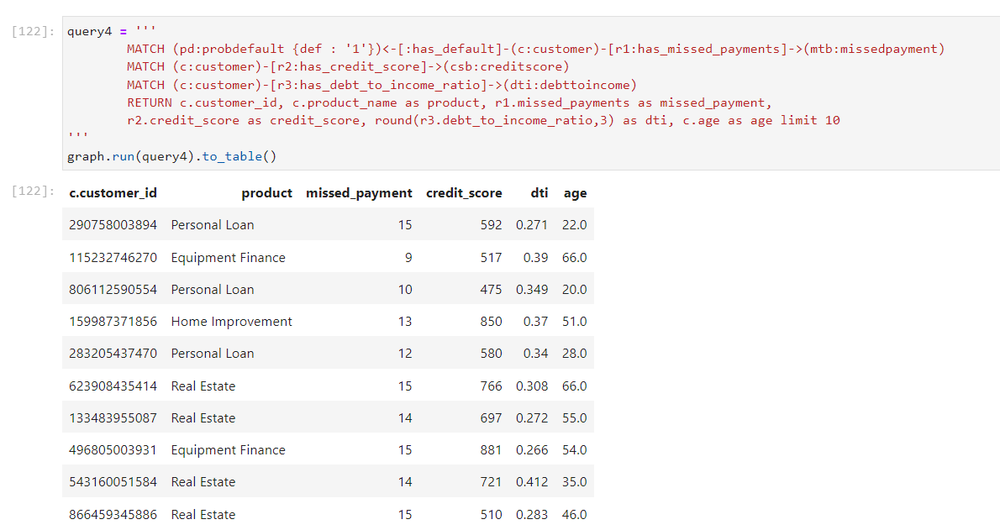 [122]: query4 = '''
MATCH (pd:probdefault {def : '1'})<-[:has_default]-(c:customer)-[r1:has_missed_payments]->(mtb:missedpayment)
MATCH (c:customer)-[r2:has_credit_score]->(csb:creditscore)
MATCH (c:customer)-[r3:has_debt_to_income_ratio]->(dti:debttoincome)
RETURN c.customer_id, c.product_name as product, r1.missed_payments as missed_payment,
r2.credit_score as credit_score, round(r3.debt_to_income_ratio,3) as dti, c.age as age limit 10
'''
graph.run(query4).to_table()
[122]: c.customer_id product missed_payment credit_score dti age
290758003894 Personal Loan 15 592 0.271 22.0
115232746270 Equipment Finance 9 517 0.39 66.0
806112590554 Personal Loan 10 475 0.349 20.0
159987371856 Home Improvement 13 850 0.37 51.0
283205437470 Personal Loan 12 580 0.34 28.0
623908435414 Real Estate 15 766 0.308 66.0
133483955087 Real Estate 14 697 0.272 55.0
496805003931 Equipment Finance 15 881 0.266 54.0
543160051584 Real Estate 14 721 0.412 35.0
866459345886 Real Estate 15 510 0.283 46.0